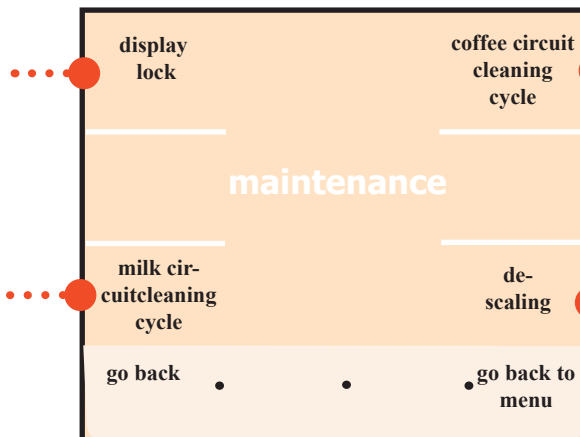 display
lock
coffee circuit
cleaning
cycle
maintenance
milk cir-
cuitcleaning
cycle
de-
scaling
go back
go back to
menu